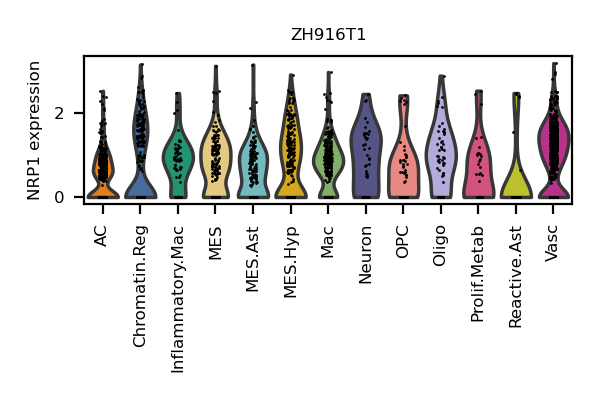 ZH916T1
NRP1 expression
2
0
AC
Chromatin.Reg
Inflammatory.Mac
MES
MES.Ast
MES.Hyp
Mac
Neuron
OPC
Oligo
Prolif.Metab
Reactive.Ast
Vasc